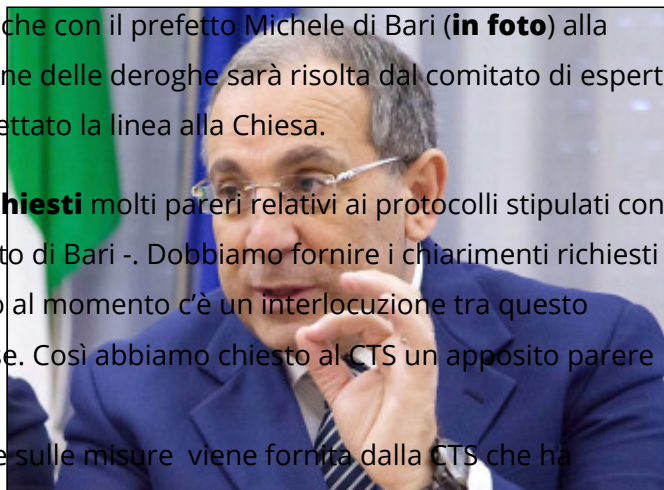 che con il prefetto Michele di Bari (in foto) alla
ne delle deroghe sarà risolta dal comitato di espert
ettato la linea alla Chiesa.
hiesti molti pareri relativi ai protocolli stipulati con
to di Bari -. Dobbiamo fornire i chiarimenti richiesti
o al momento c'è un interlocuzione tra questo
se. Così abbiamo chiesto al CTS un apposito parere
e sulle misure viene fornita dalla CTS che ha